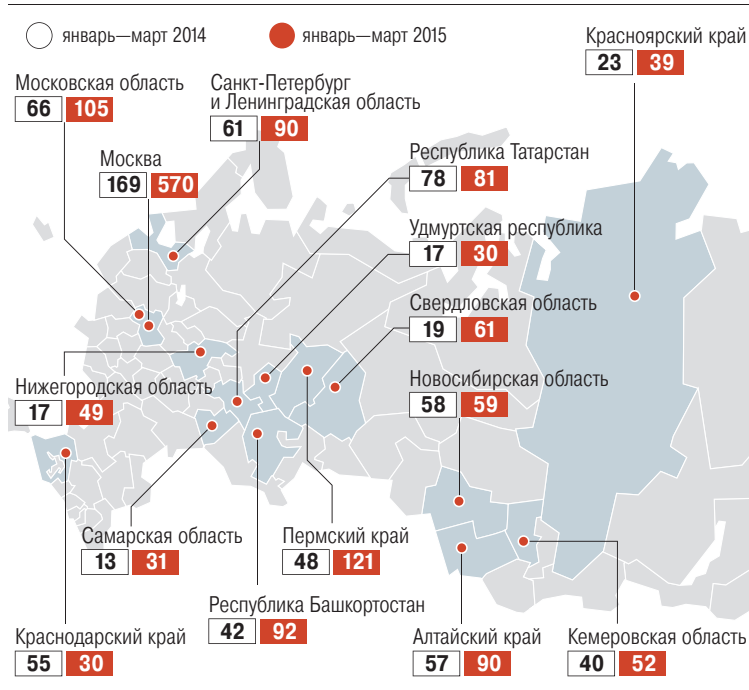 январь—март 2014
январь—март 2015
Красноярский край
23 39
Московская область
66 105
Санкт-Петербург
и Ленинградская область
61 90
Москва
169 570
Республика Татарстан
78 81
Удмуртская республика
17 30
Свердловская область
19 61
Нижегородская область
17 49
Новосибирская область
58 59
Самарская область
13 31
Пермский край
48 121
Республика Башкортостан
42 92
Краснодарский край
55 30
Алтайский край
57 90
Кемеровская область
40 52